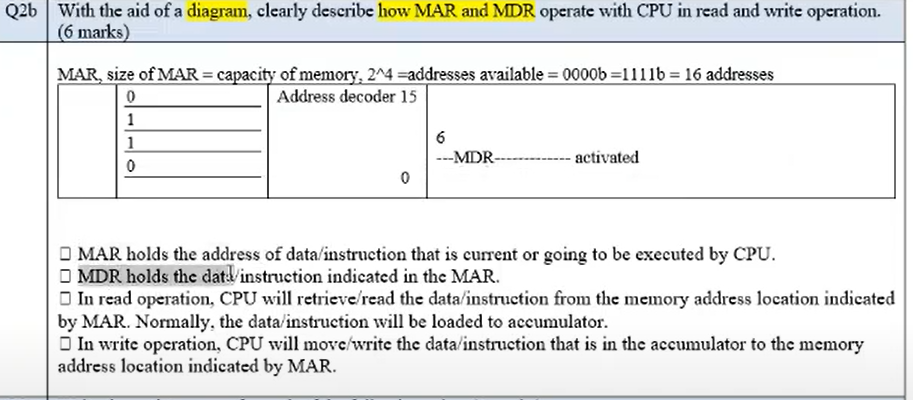 Q2b With the aid of a diagram, clearly describe how MAR and MDR operate with CPU in read and write operation.
(6 marks)
MAR, size of MAR = capacity of memory, 2^4 =addresses available = 0000b =1111b = 16 addresses
0 Address decoder 15
1
6
1
---MDR------------- activated
0
0
☐ MAR holds the address of data/instruction that is current or going to be executed by CPU.
☐ MDR holds the data/instruction indicated in the MAR.
☐ In read operation, CPU will retrieve/read the data/instruction from the memory address location indicated
by MAR. Normally, the data/instruction will be loaded to accumulator.
☐ In write operation, CPU will move/write the data/instruction that is in the accumulator to the memory
address location indicated by MAR.